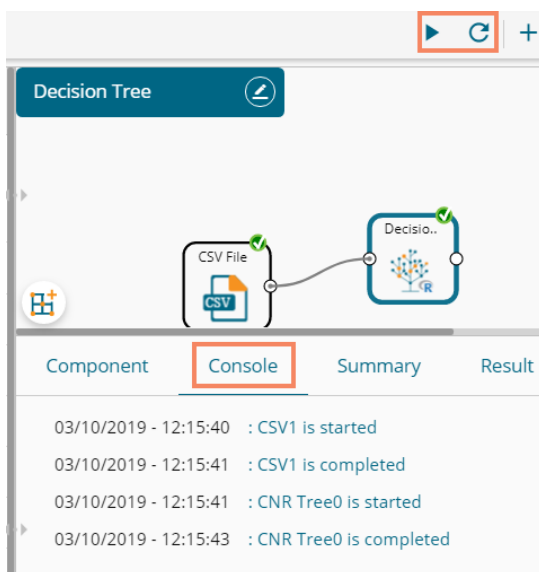 Decision Tree
Decisio..
CSV File
CSV
R
Component Console Summary Result
03/10/2019 - 12:15:40 : CSV1 is started
03/10/2019 - 12:15:41 : CSV1 is completed
03/10/2019 - 12:15:41 : CNR Tree0 is started
03/10/2019 - 12:15:43 : CNR Tree0 is completed